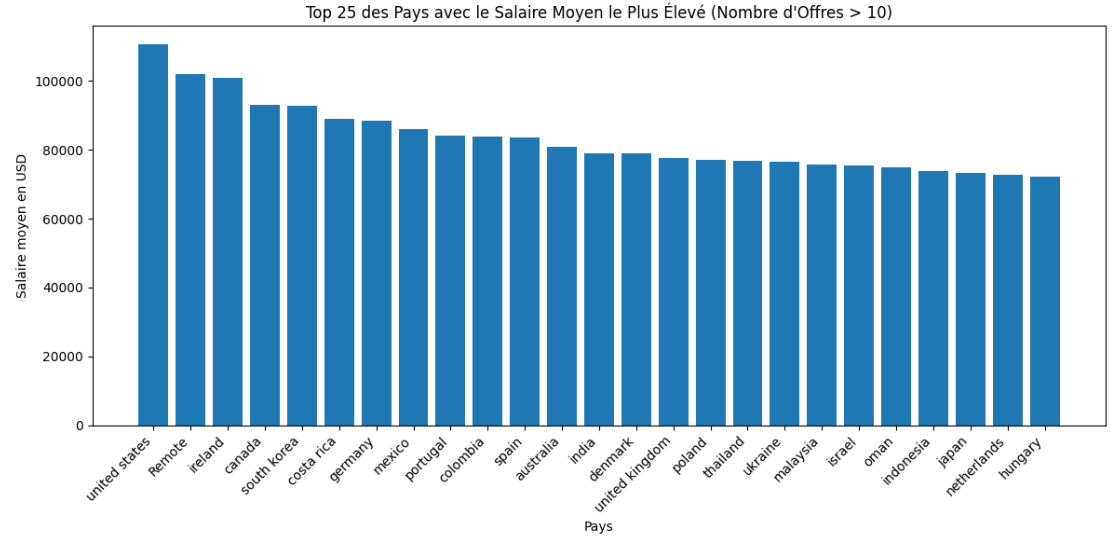 Top 25 des Pays avec le Salaire Moyen le Plus Élevé (Nombre d'Offres > 10)
Salaire moyen en USD
100000
80000
60000
40000
20000
0
united states
Remote
ireland
canada
south korea
costa rica
germany
mexico
portugal
colombia
spain
australia
india
denmark
united kingdom
poland
thailand
ukraine
malaysia
israel
oman
indonesia
japan
netherlands
hungary
Pays